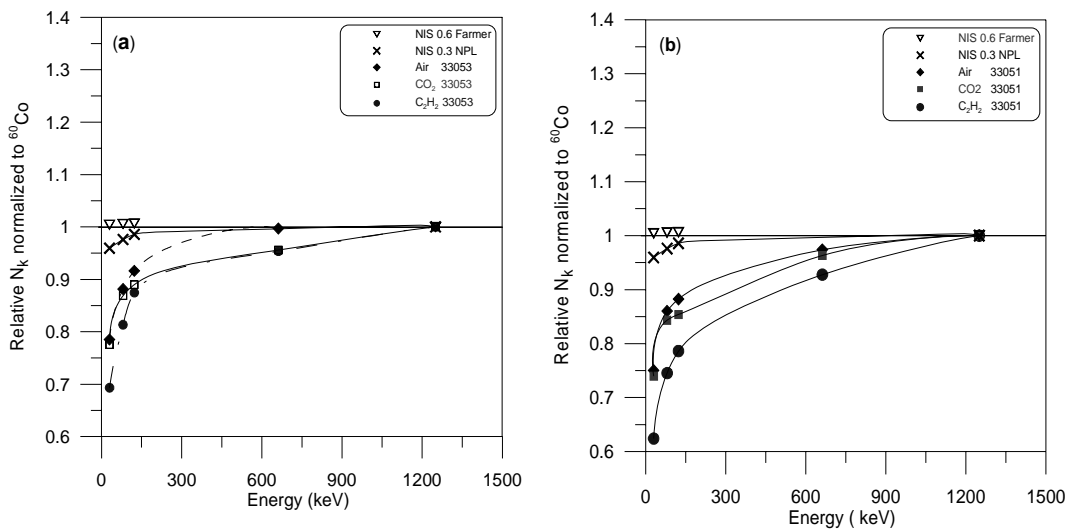 (a)
NIS 0.6 Farmer
NIS 0.3 NPL
Air 33053
CO₂ 33053
C₂H₂ 33053
1.4
1.3
1.2
1.1
1
0.9
0.8
0.7
0.6
Relative Nₖ normalized to ⁶⁰Co
0 300 600 900 1200 1500
Energy (keV)
(b)
NIS 0.6 Farmer
NIS 0.3 NPL
Air 33051
CO2 33051
C₂H₂ 33051
1.4
1.3
1.2
1.1
1
0.9
0.8
0.7
0.6
Relative Nₖ normalized to ⁶⁰Co
0 300 600 900 1200 1500
Energy ( keV)